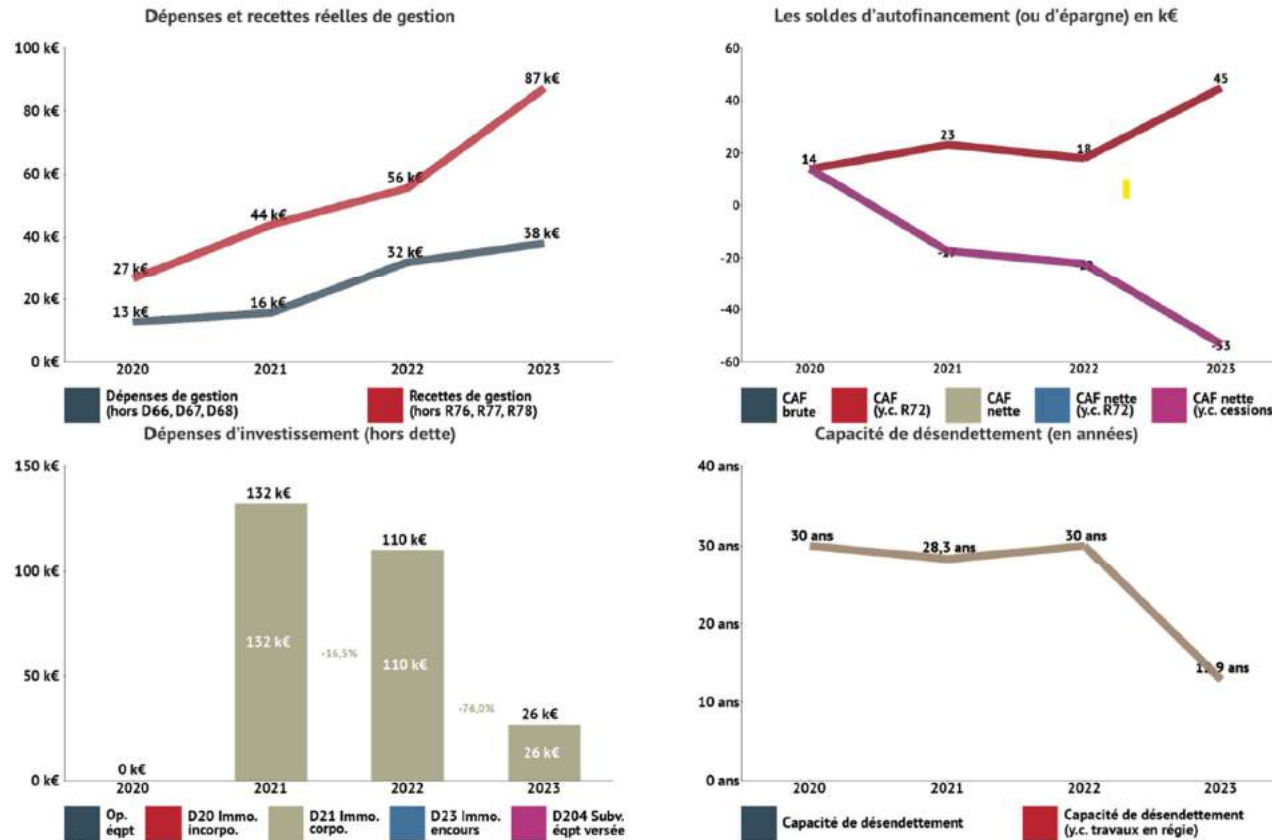 Dépenses et recettes réelles de gestion
100 k€
80 k€
60 k€
40 k€
20 k€
0 k€
27 k€
44 k€
56 k€
87 k€
13 k€
16 k€
32 k€
38 k€
2020
2021
2022
2023
Dépenses de gestion
(hors D66, D67, D68)
Recettes de gestion
(hors R76, R77, R78)
Les soldes d'autofinancement (ou d'épargne) en k€
60
40
20
0
-20
-40
-60
14
23
18
45
-17
2020
2021
2022
2023
CAF
brute
CAF
(y.c. R72)
CAF
nette
CAF nette
(y.c. R72)
CAF nette
(y.c. cessions)
Dépenses d'investissement (hors dette)
150 k€
100 k€
50 k€
0 k€
0 k€
132 k€
132 k€
-16,5%
110 k€
110 k€
-76,0%
26 k€
26 k€
2020
2021
2022
2023
Op.
éqpt
D20 Immo.
incorpo.
D21 Immo.
corpo.
D23 Immo.
encours
D204 Subv.
éqpt versée
Capacité de désendettement (en années)
40 ans
30 ans
20 ans
10 ans
0 ans
30 ans
28,3 ans
30 ans
2020
2021
2022
2023
Capacité de désendettement
Capacité de désendettement
(y.c. travaux en régie)